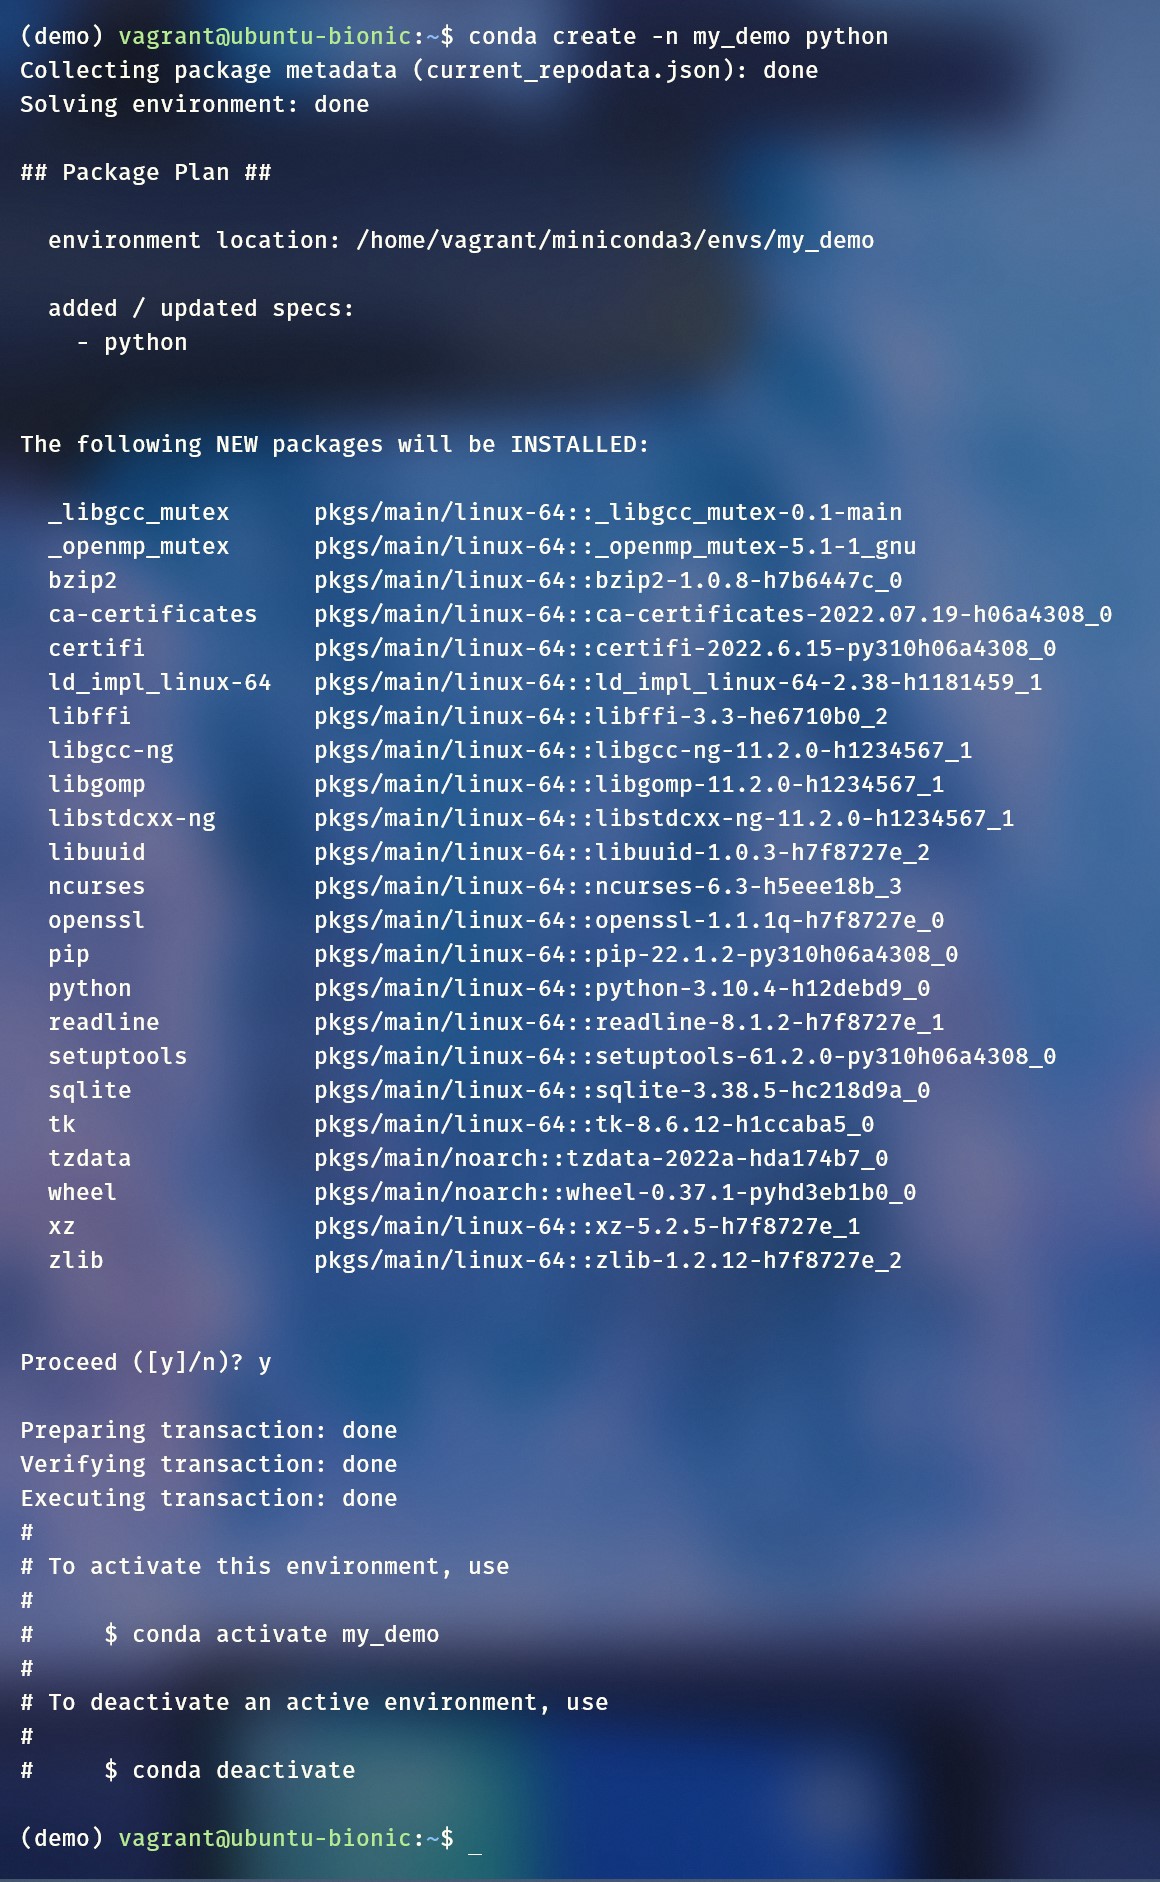 (demo) vagrant@ubuntu-bionic:~$ conda create -n my_demo python
Collecting package metadata (current_repodata.json): done
Solving environment: done
## Package Plan ##
environment location: /home/vagrant/miniconda3/envs/my_demo
added / updated specs:
- python
The following NEW packages will be INSTALLED:
_libgcc_mutex pkgs/main/linux-64::_libgcc_mutex-0.1-main
_openmp_mutex pkgs/main/linux-64::_openmp_mutex-5.1-1_gnu
bzip2 pkgs/main/linux-64::bzip2-1.0.8-h7b6447c_0
ca-certificates pkgs/main/linux-64::ca-certificates-2022.07.19-h06a4308_0
certifi pkgs/main/linux-64::certifi-2022.6.15-py310h06a4308_0
ld_impl_linux-64 pkgs/main/linux-64::ld_impl_linux-64-2.38-h1181459_1
libffi pkgs/main/linux-64::libffi-3.3-he6710b0_2
libgcc-ng pkgs/main/linux-64::libgcc-ng-11.2.0-h1234567_1
libgomp pkgs/main/linux-64::libgomp-11.2.0-h1234567_1
libstdcxx-ng pkgs/main/linux-64::libstdcxx-ng-11.2.0-h1234567_1
libuuid pkgs/main/linux-64::libuuid-1.0.3-h7f8727e_2
ncurses pkgs/main/linux-64::ncurses-6.3-h5eee18b_3
openssl pkgs/main/linux-64::openssl-1.1.1q-h7f8727e_0
pip pkgs/main/linux-64::pip-22.1.2-py310h06a4308_0
python pkgs/main/linux-64::python-3.10.4-h12debd9_0
readline pkgs/main/linux-64::readline-8.1.2-h7f8727e_1
setuptools pkgs/main/linux-64::setuptools-61.2.0-py310h06a4308_0
sqlite pkgs/main/linux-64::sqlite-3.38.5-hc218d9a_0
tk pkgs/main/linux-64::tk-8.6.12-h1ccaba5_0
tzdata pkgs/main/noarch::tzdata-2022a-hda174b7_0
wheel pkgs/main/noarch::wheel-0.37.1-pyhd3eb1b0_0
xz pkgs/main/linux-64::xz-5.2.5-h7f8727e_1
zlib pkgs/main/linux-64::zlib-1.2.12-h7f8727e_2
Proceed ([y]/n)? y
Preparing transaction: done
Verifying transaction: done
Executing transaction: done
#
# To activate this environment, use
#
# $ conda activate my_demo
#
# To deactivate an active environment, use
#
# $ conda deactivate
(demo) vagrant@ubuntu-bionic:~$ _